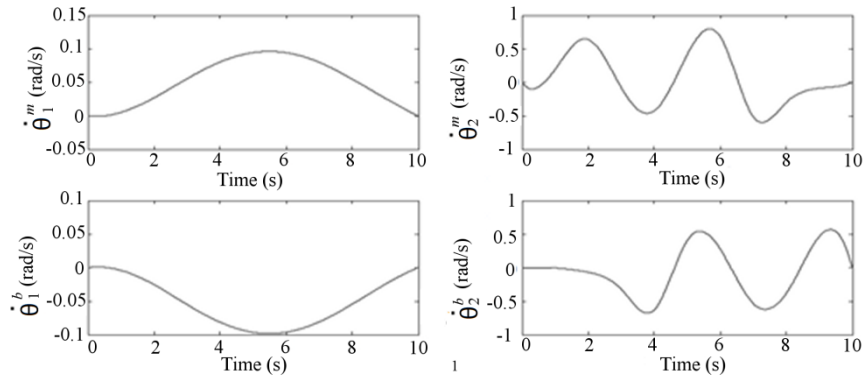 0.15
0.1
0.05
0
-0.05
0 2 4 6 8 10
Time (s)
θ̇₁ᵐ (rad/s)
1
0.5
0
-0.5
-1
0 2 4 6 8 10
Time (s)
θ̇₂ᵐ (rad/s)
0.1
0.05
0
-0.05
-0.1
0 2 4 6 8 10
Time (s)
θ̇₁ᵇ (rad/s)
1
0.5
0
-0.5
-1
0 2 4 6 8 10
Time (s)
θ̇₂ᵇ (rad/s)
1